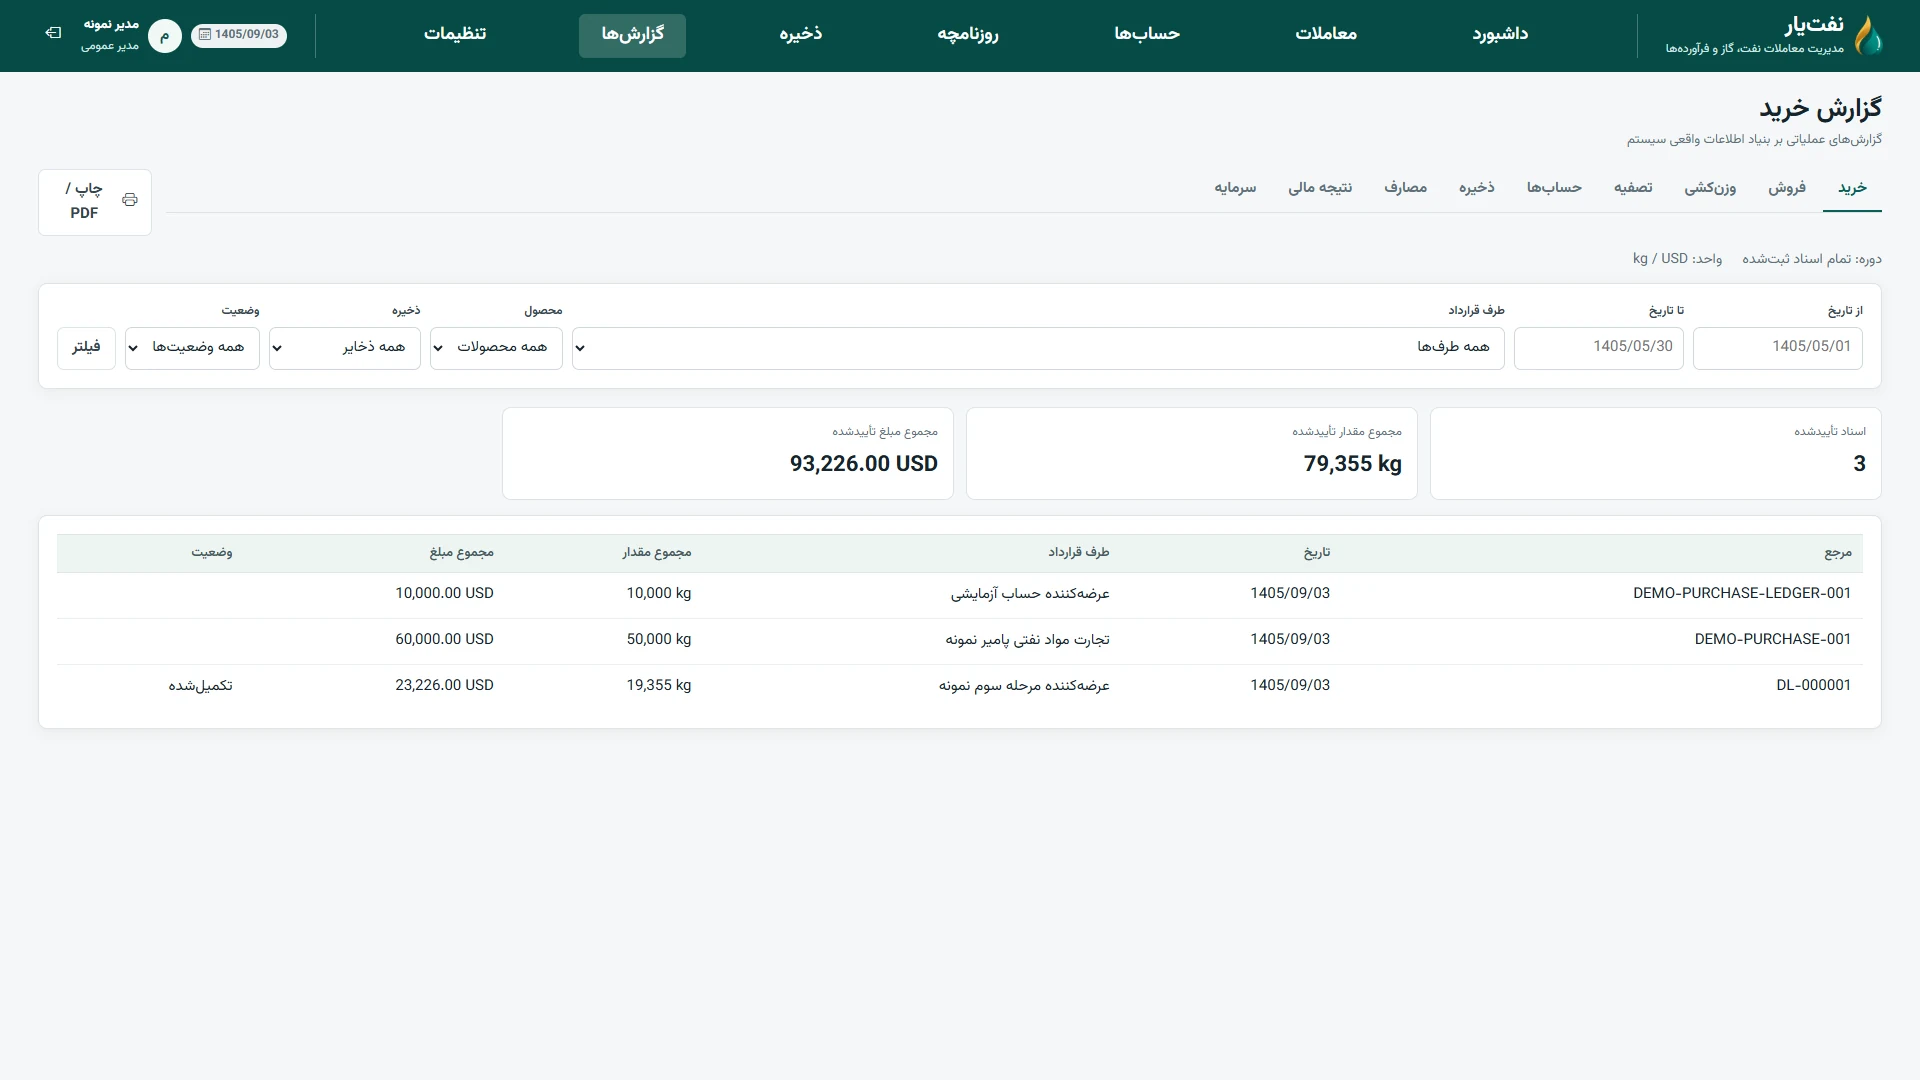 نفت‌یار
مدیریت معاملات نفت، گاز و فرآورده‌ها
داشبورد
معاملات
حساب‌ها
روزنامچه
ذخیره
گزارش‌ها
تنظیمات
1405/09/03
م
مدیر نمونه
مدیر عمومی
گزارش خرید
گزارش‌های عملیاتی بر بنیاد اطلاعات واقعی سیستم
خرید
فروش
وزن‌کشی
تصفیه
حساب‌ها
ذخیره
مصارف
نتیجه مالی
سرمایه
چاپ /
PDF
دوره: تمام اسناد ثبت‌شده
واحد: kg / USD
از تاریخ
تا تاریخ
طرف قرارداد
محصول
ذخیره
وضعیت
1405/05/01
1405/05/30
همه طرف‌ها
همه محصولات
همه ذخایر
همه وضعیت‌ها
فیلتر
اسناد تأییدشده
3
مجموع مقدار تأییدشده
79,355 kg
مجموع مبلغ تأییدشده
93,226.00 USD
مرجع تاریخ طرف قرارداد مجموع مقدار مجموع مبلغ وضعیت
DEMO-PURCHASE-LEDGER-001 1405/09/03 عرضه‌کننده حساب آزمایشی 10,000 kg 10,000.00 USD
DEMO-PURCHASE-001 1405/09/03 تجارت مواد نفتی پامیر نمونه 50,000 kg 60,000.00 USD
DL-000001 1405/09/03 عرضه‌کننده مرحله سوم نمونه 19,355 kg 23,226.00 USD تکمیل‌شده